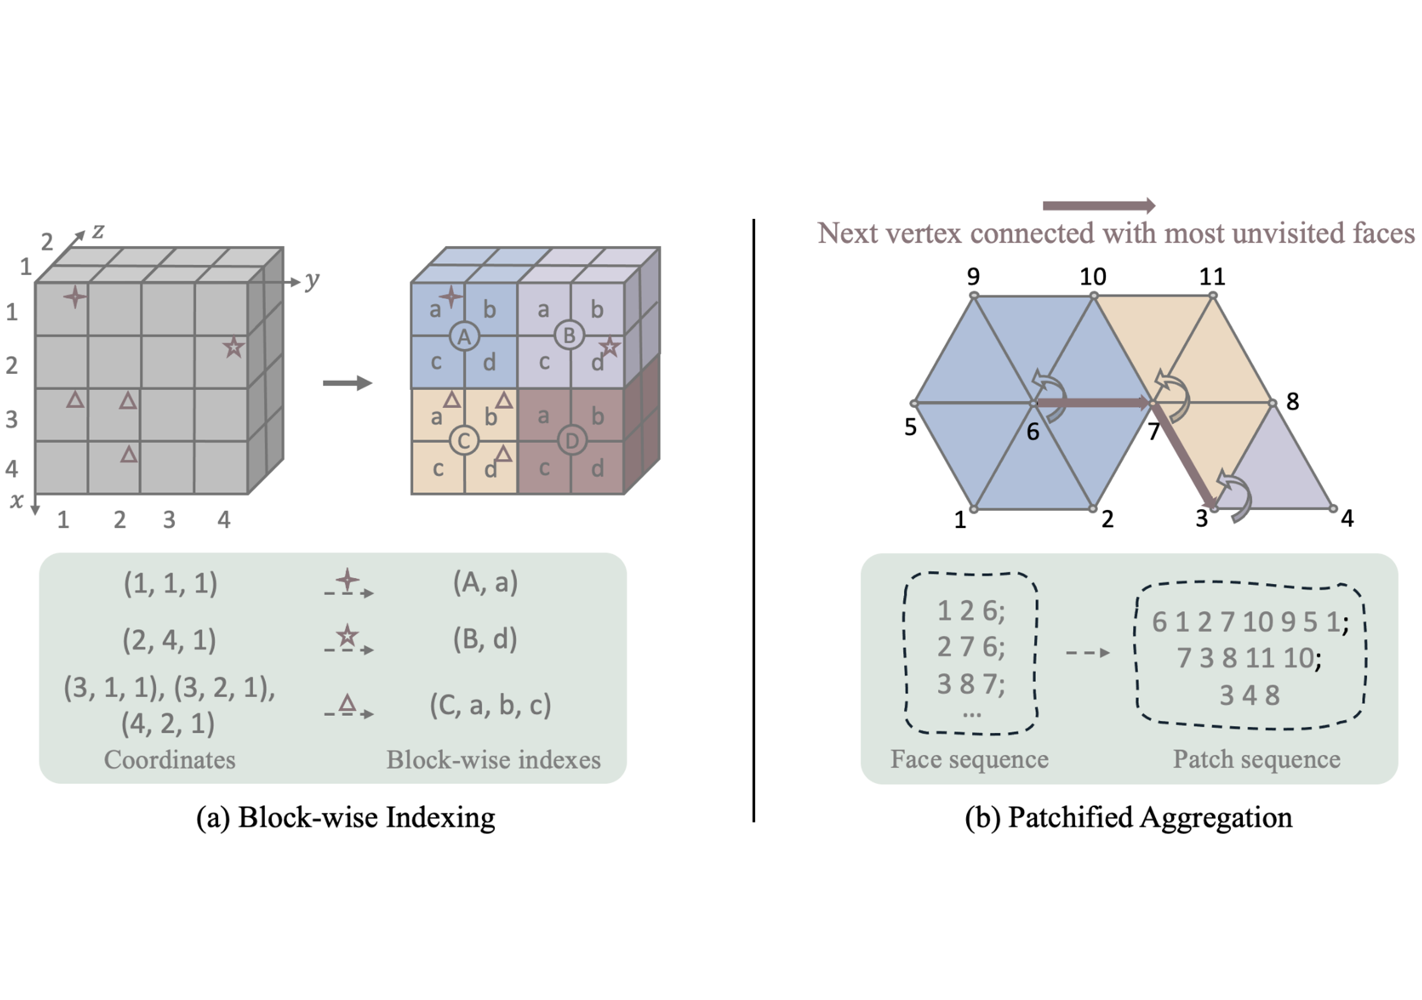 2
z
1
y
1
2
3
4
x
1 2 3 4
a b a b
A B
c d c d
a b a b
C D
c d c d
(1, 1, 1) (A, a)
(2, 4, 1) (B, d)
(3, 1, 1), (3, 2, 1),
(4, 2, 1)
(C, a, b, c)
Coordinates Block-wise indexes
(a) Block-wise Indexing
Next vertex connected with most unvisited faces
9 10 11
5 6 7 8
1 2 3 4
1 2 6;
2 7 6;
3 8 7;
...
6 1 2 7 10 9 5 1;
7 3 8 11 10;
3 4 8
Face sequence Patch sequence
(b) Patchified Aggregation